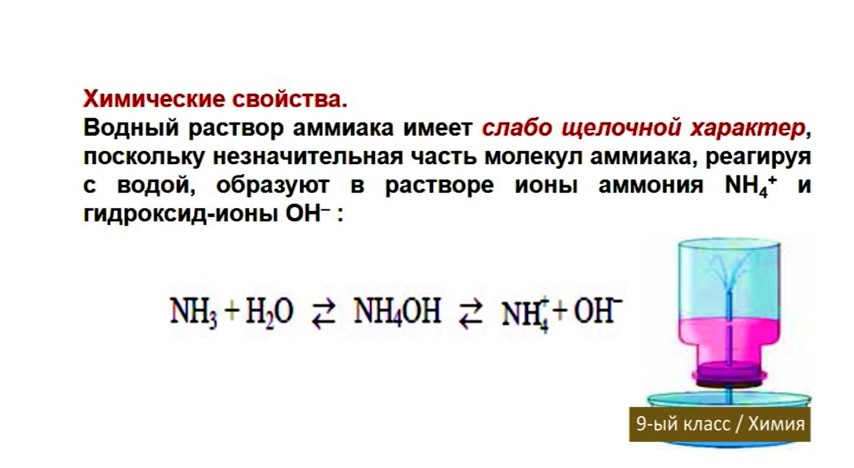 Химические свойства.
Водный раствор аммиака имеет слабо щелочной характер,
поскольку незначительная часть молекул аммиака, реагируя
с водой, образуют в растворе ионы аммония NH₄⁺ и
гидроксид-ионы OH⁻ :
NH₃ + H₂O ⇄ NH₄OH ⇄ NH₄⁺ + OH⁻
9-ый класс / Химия